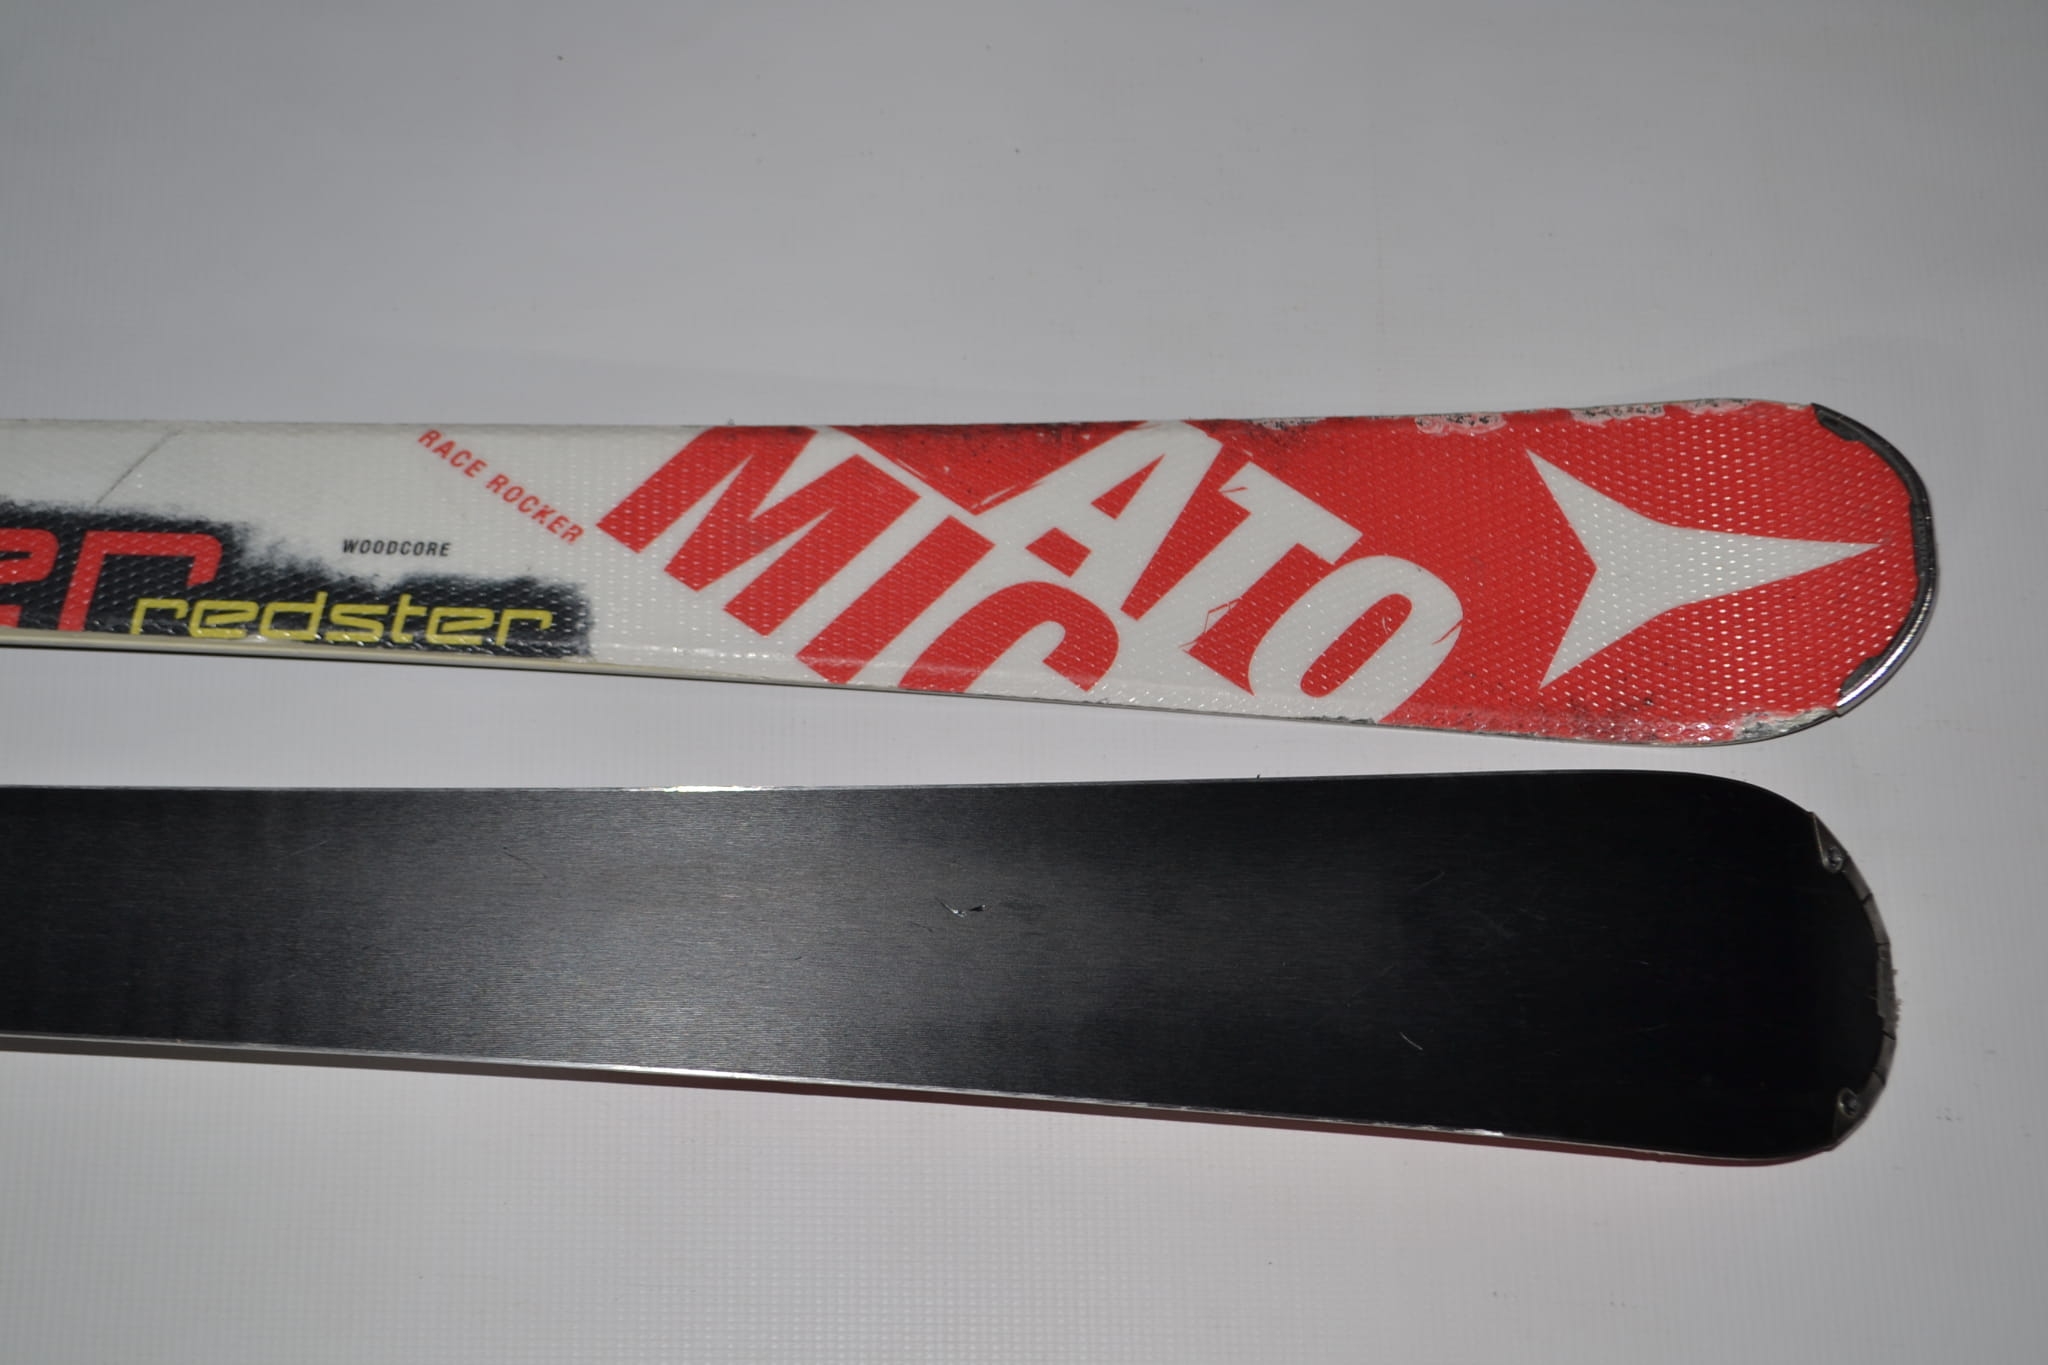 RACE ROCKER
WOODCORE
redster
ATO
MIC